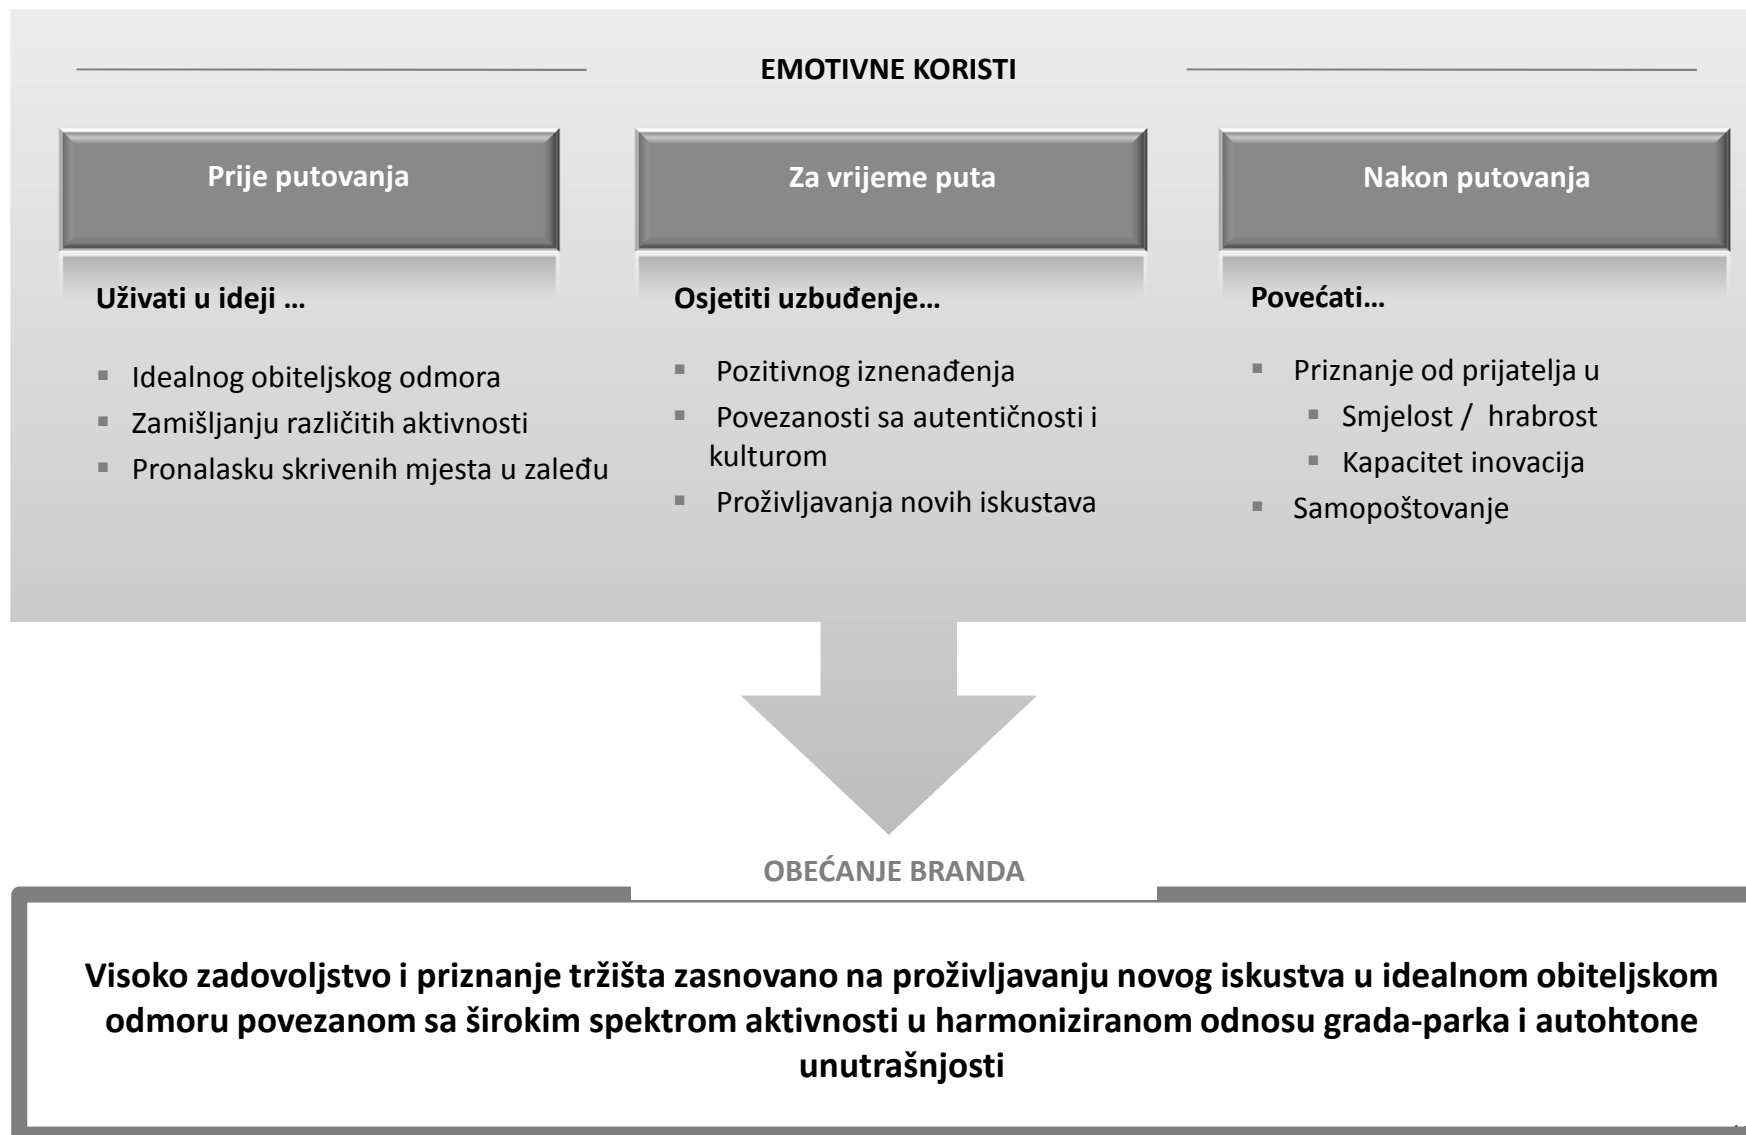 EMOTIVNE KORISTI
Prije putovanja
Uživati u ideji ...
▪ Idealnog obiteljskog odmora
▪ Zamišljanju različitih aktivnosti
▪ Pronalasku skrivenih mjesta u zaleđu
Za vrijeme puta
Osjetiti uzbuđenje…
▪ Pozitivnog iznenađenja
▪ Povezanosti sa autentičnosti i
kulturom
▪ Proživljavanja novih iskustava
Nakon putovanja
Povećati…
▪ Priznanje od prijatelja u
▪ Smjelost / hrabrost
▪ Kapacitet inovacija
▪ Samopoštovanje
OBEĆANJE BRANDA
Visoko zadovoljstvo i priznanje tržišta zasnovano na proživljavanju novog iskustva u idealnom obiteljskom
odmoru povezanom sa širokim spektrom aktivnosti u harmoniziranom odnosu grada-parka i autohtone
unutrašnjosti